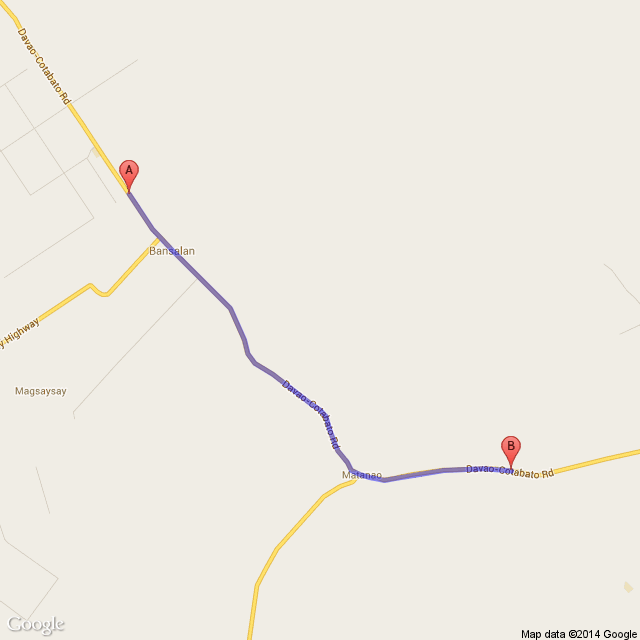 Davao-Cotabato Rd
A
Bansalan
y Highway
Magsaysay
Davao-Cotabato Rd
B
Matanao
Davao-Cotabato Rd
Google
Map data ©2014 Google